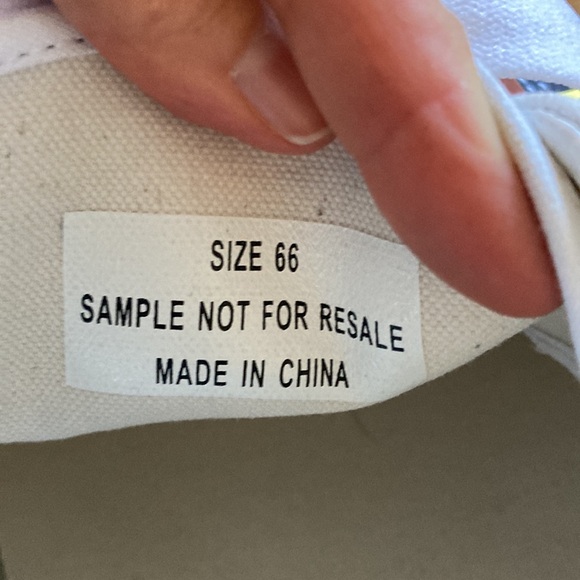 SIZE 66
SAMPLE NOT FOR RESALE
MADE IN CHINA